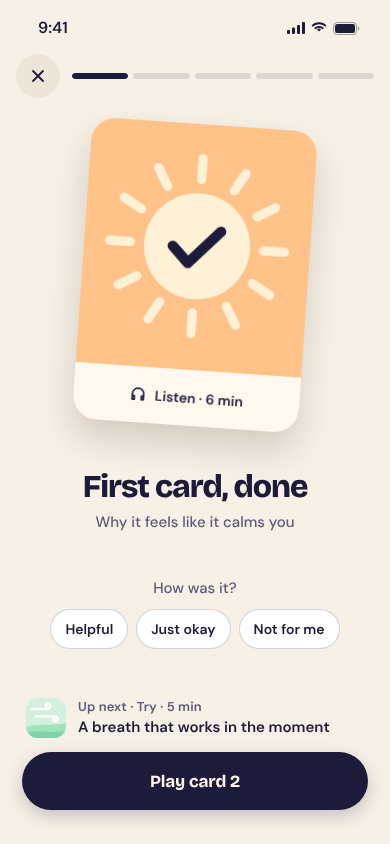 9:41
Listen · 6 min
First card, done
Why it feels like it calms you
How was it?
Helpful
Just okay
Not for me
Up next · Try · 5 min
A breath that works in the moment
Play card 2